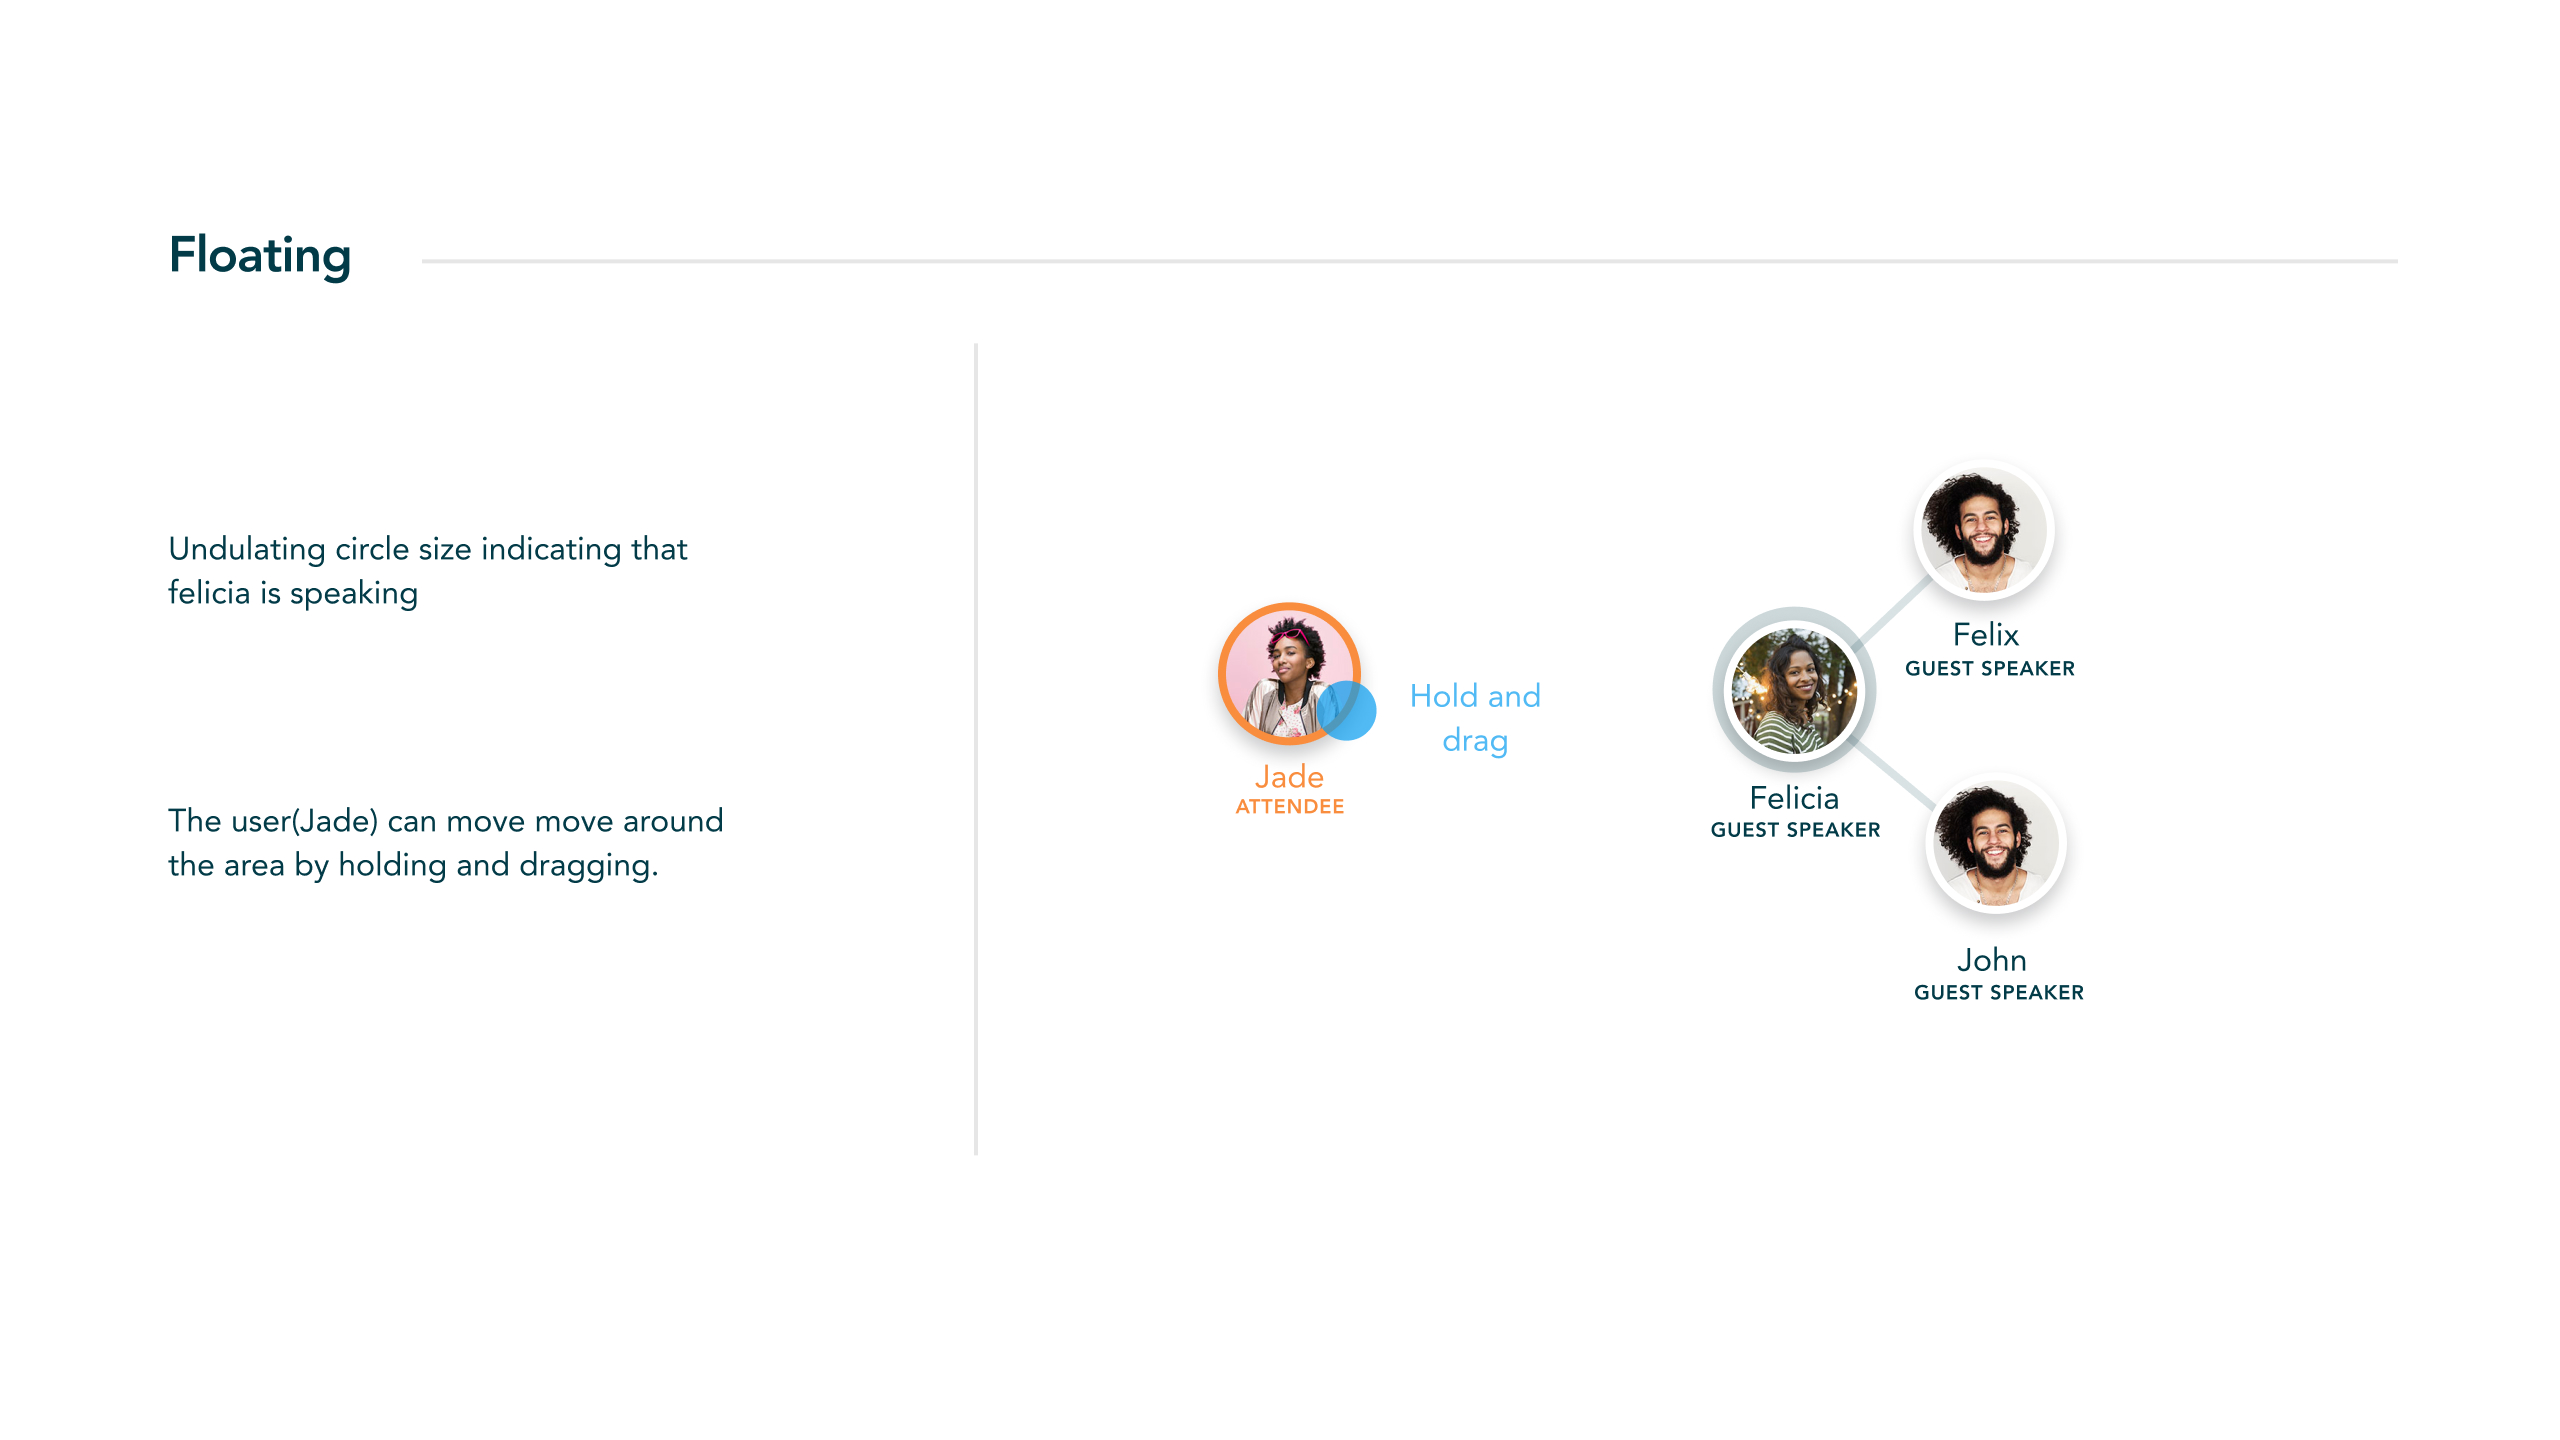 Floating
Undulating circle size indicating that
felicia is speaking
The user(Jade) can move move around
the area by holding and dragging.
Jade
ATTENDEE
Hold and
drag
Felicia
GUEST SPEAKER
Felix
GUEST SPEAKER
John
GUEST SPEAKER